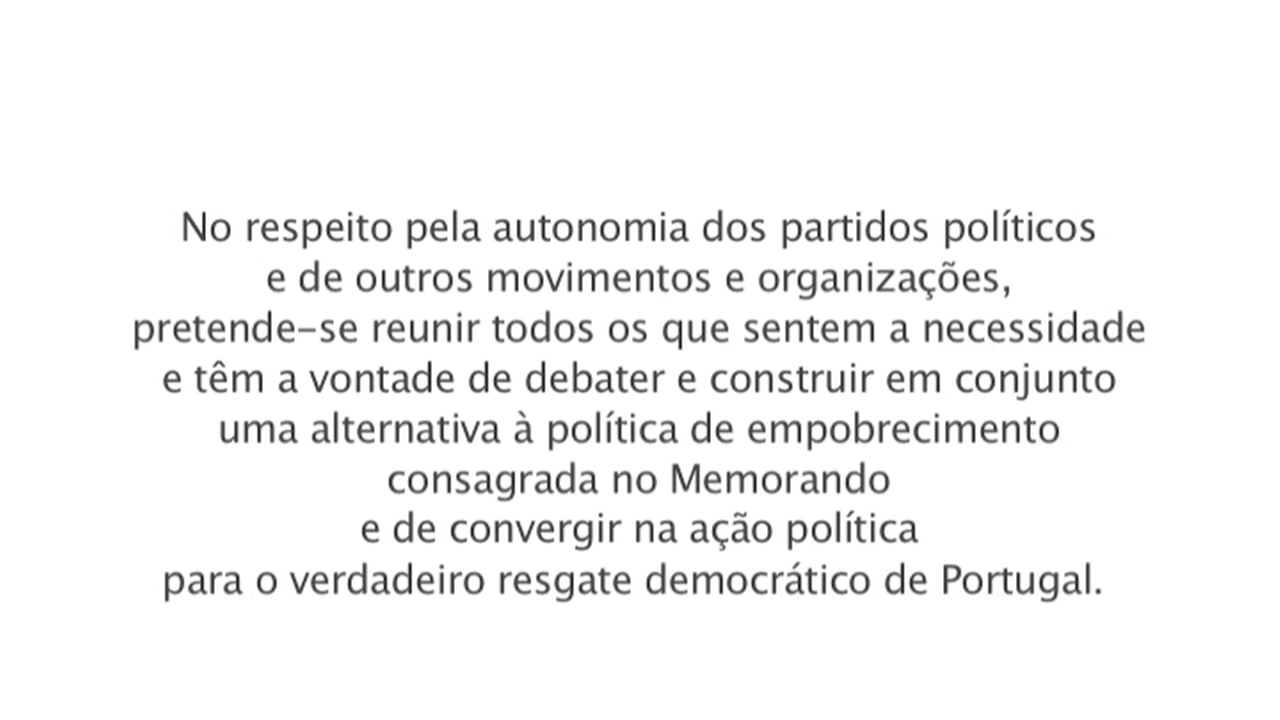 No respeito pela autonomia dos partidos políticos
e de outros movimentos e organizações,
pretende-se reunir todos os que sentem a necessidade
e têm a vontade de debater e construir em conjunto
uma alternativa à política de empobrecimento
consagrada no Memorando
e de convergir na ação política
para o verdadeiro resgate democrático de Portugal.